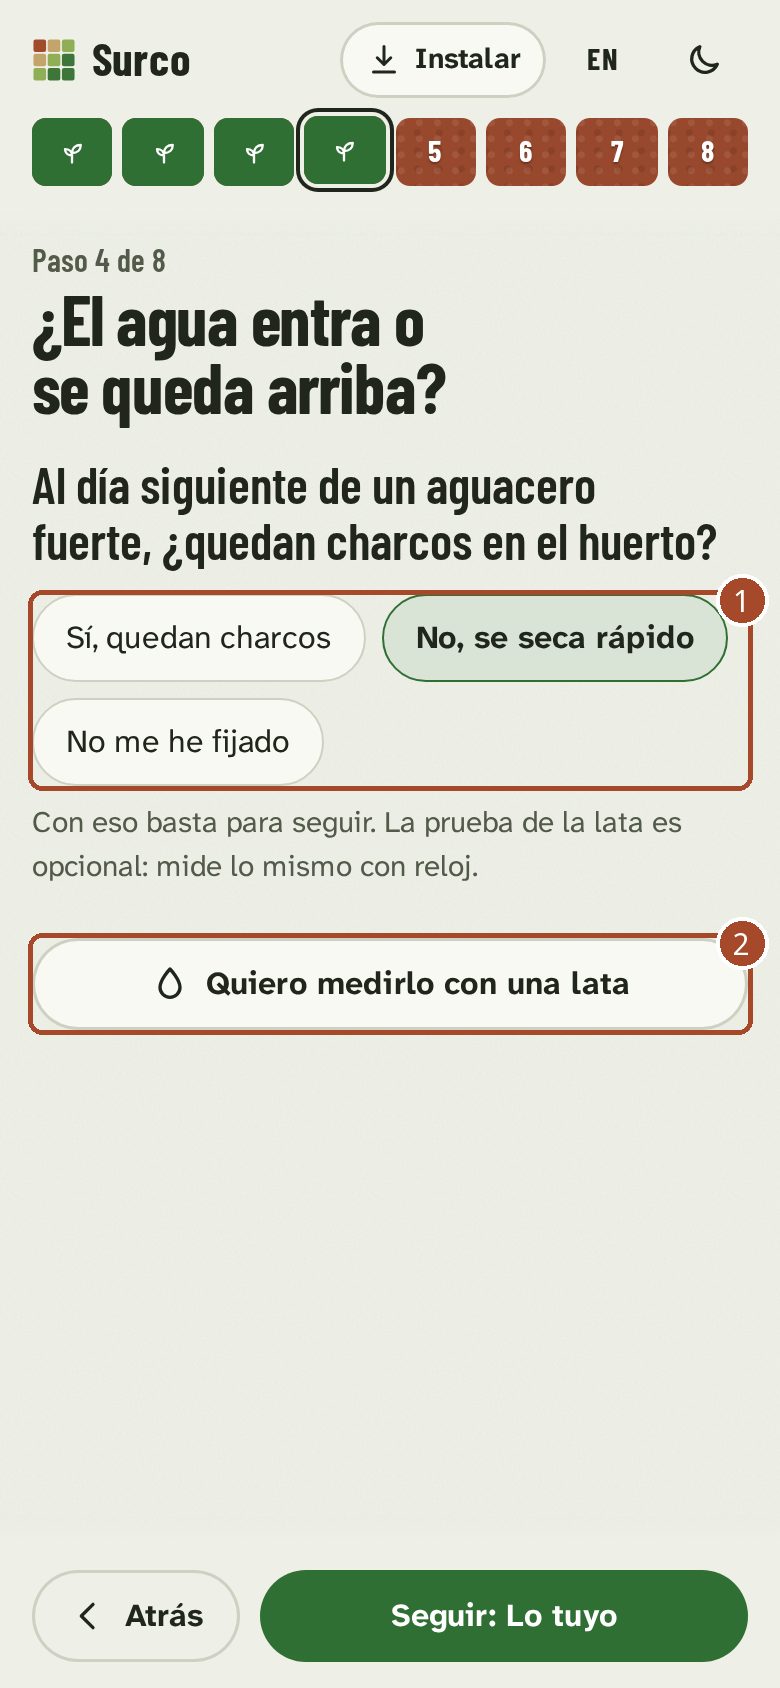 Surco
Instalar
EN
5
6
7
8
Paso 4 de 8
¿El agua entra o
se queda arriba?
Al día siguiente de un aguacero
fuerte, ¿quedan charcos en el huerto?
1
Sí, quedan charcos
No, se seca rápido
No me he fijado
Con eso basta para seguir. La prueba de la lata es
opcional: mide lo mismo con reloj.
2
Quiero medirlo con una lata
Atrás
Seguir: Lo tuyo